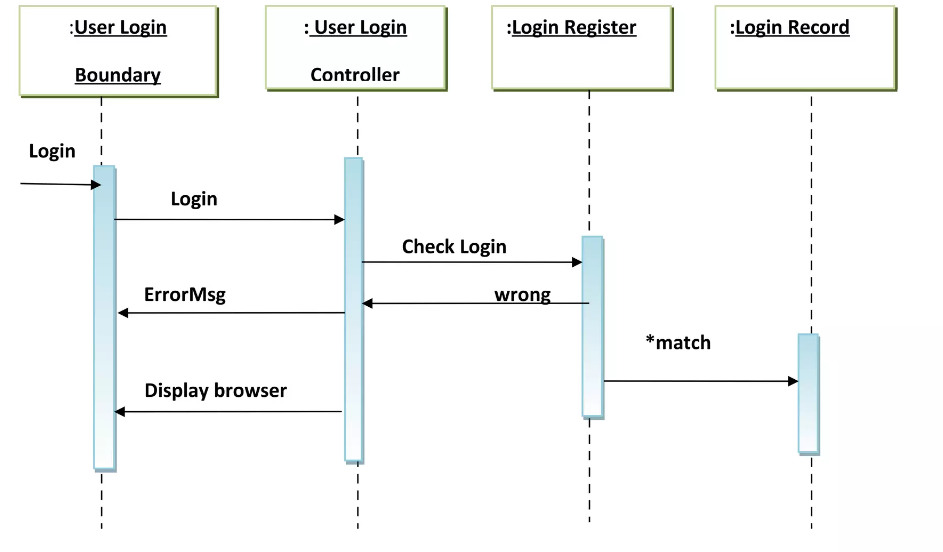 :User Login
Boundary
: User Login
Controller
:Login Register
:Login Record
Login
Login
Check Login
ErrorMsg
wrong
*match
Display browser